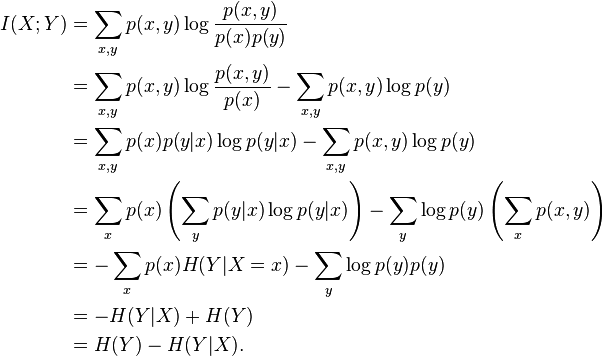 I(X;Y) = \sum_{x,y} p(x,y) \log \frac{p(x,y)}{p(x)p(y)}
= \sum_{x,y} p(x,y) \log \frac{p(x,y)}{p(x)} - \sum_{x,y} p(x,y) \log p(y)
= \sum_{x,y} p(x)p(y|x) \log p(y|x) - \sum_{x,y} p(x,y) \log p(y)
= \sum_{x} p(x) \left( \sum_{y} p(y|x) \log p(y|x) \right) - \sum_{y} \log p(y) \left( \sum_{x} p(x,y) \right)
= -\sum_{x} p(x) H(Y|X = x) - \sum_{y} \log p(y)p(y)
= -H(Y|X) + H(Y)
= H(Y) - H(Y|X).